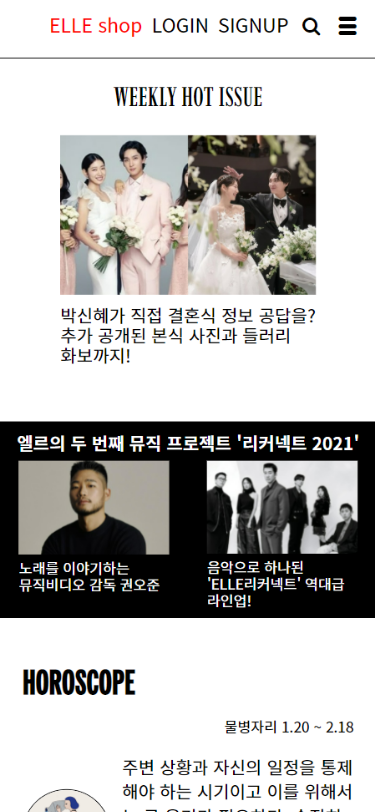 ELLE shop LOGIN SIGNUP
WEEKLY HOT ISSUE
박신혜가 직접 결혼식 정보 공답을?
추가 공개된 본식 사진과 들러리
화보까지!
엘르의 두 번째 뮤직 프로젝트 '리커넥트 2021'
노래를 이야기하는
뮤직비디오 감독 권오준
음악으로 하나된
'ELLE리커넥트' 역대급
라인업!
HOROSCOPE
물병자리 1.20 ~ 2.18
주변 상황과 자신의 일정을 통제
해야 하는 시기이고 이를 위해서